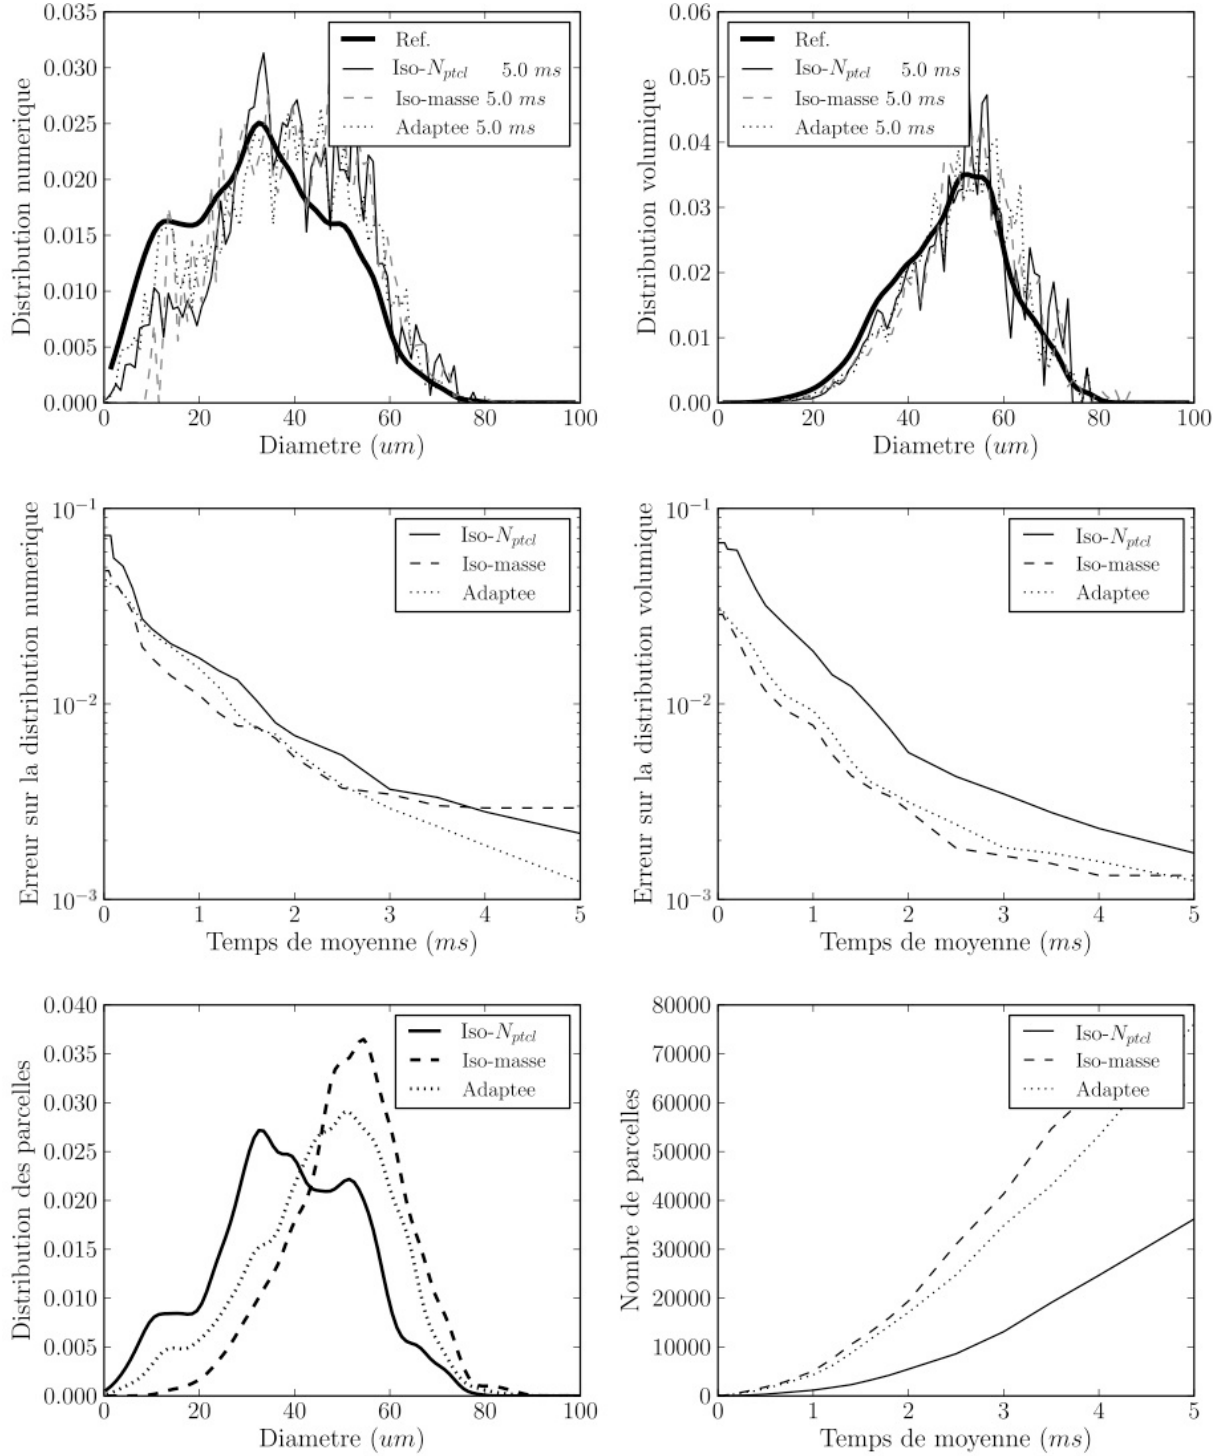 0.035
0.030
0.025
0.020
0.015
0.010
0.005
0.000
Distribution numerique
Ref.
Iso-N_ptcl 5.0 ms
Iso-masse 5.0 ms
Adaptee 5.0 ms
0 20 40 60 80 100
Diametre (um)
0.06
0.05
0.04
0.03
0.02
0.01
0.00
Distribution volumique
Ref.
Iso-N_ptcl 5.0 ms
Iso-masse 5.0 ms
Adaptee 5.0 ms
0 20 40 60 80 100
Diametre (um)
10^-1
10^-2
10^-3
Erreur sur la distribution numerique
Iso-N_ptcl
Iso-masse
Adaptee
0 1 2 3 4 5
Temps de moyenne (ms)
10^-1
10^-2
10^-3
Erreur sur la distribution volumique
Iso-N_ptcl
Iso-masse
Adaptee
0 1 2 3 4 5
Temps de moyenne (ms)
0.040
0.035
0.030
0.025
0.020
0.015
0.010
0.005
0.000
Distribution des parcelles
Iso-N_ptcl
Iso-masse
Adaptee
0 20 40 60 80 100
Diametre (um)
80000
70000
60000
50000
40000
30000
20000
10000
0
Nombre de parcelles
Iso-N_ptcl
Iso-masse
Adaptee
0 1 2 3 4 5
Temps de moyenne (ms)